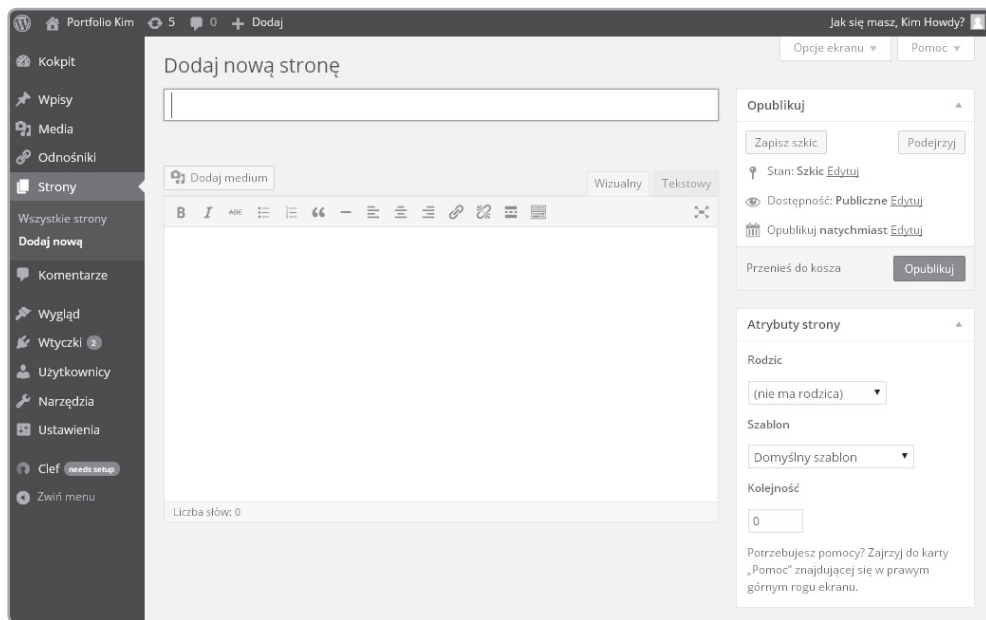 Portfolio Kim 5 0 Dodaj Jak się masz, Kim Howdy?
Opcje ekranu Pomoc
Kokpit
Wpisy
Media
Odnośniki
Strony
Wszystkie strony
Dodaj nową
Komentarze
Wygląd
Wtyczki 2
Użytkownicy
Narzędzia
Ustawienia
Clef needs setup
Zwiń menu
Dodaj nową stronę
Dodaj medium
Wizualny Tekstowy
B I ABC
Liczba słów: 0
Opublikuj
Zapisz szkic Podejrzyj
Stan: Szkic Edytuj
Dostępność: Publiczne Edytuj
Opublikuj natychmiast Edytuj
Przenieś do kosza Opublikuj
Atrybuty strony
Rodzic
(nie ma rodzica)
Szablon
Domyślny szablon
Kolejność
0
Potrzebujesz pomocy? Zajrzyj do karty
„Pomoc” znajdującej się w prawym
górnym rogu ekranu.